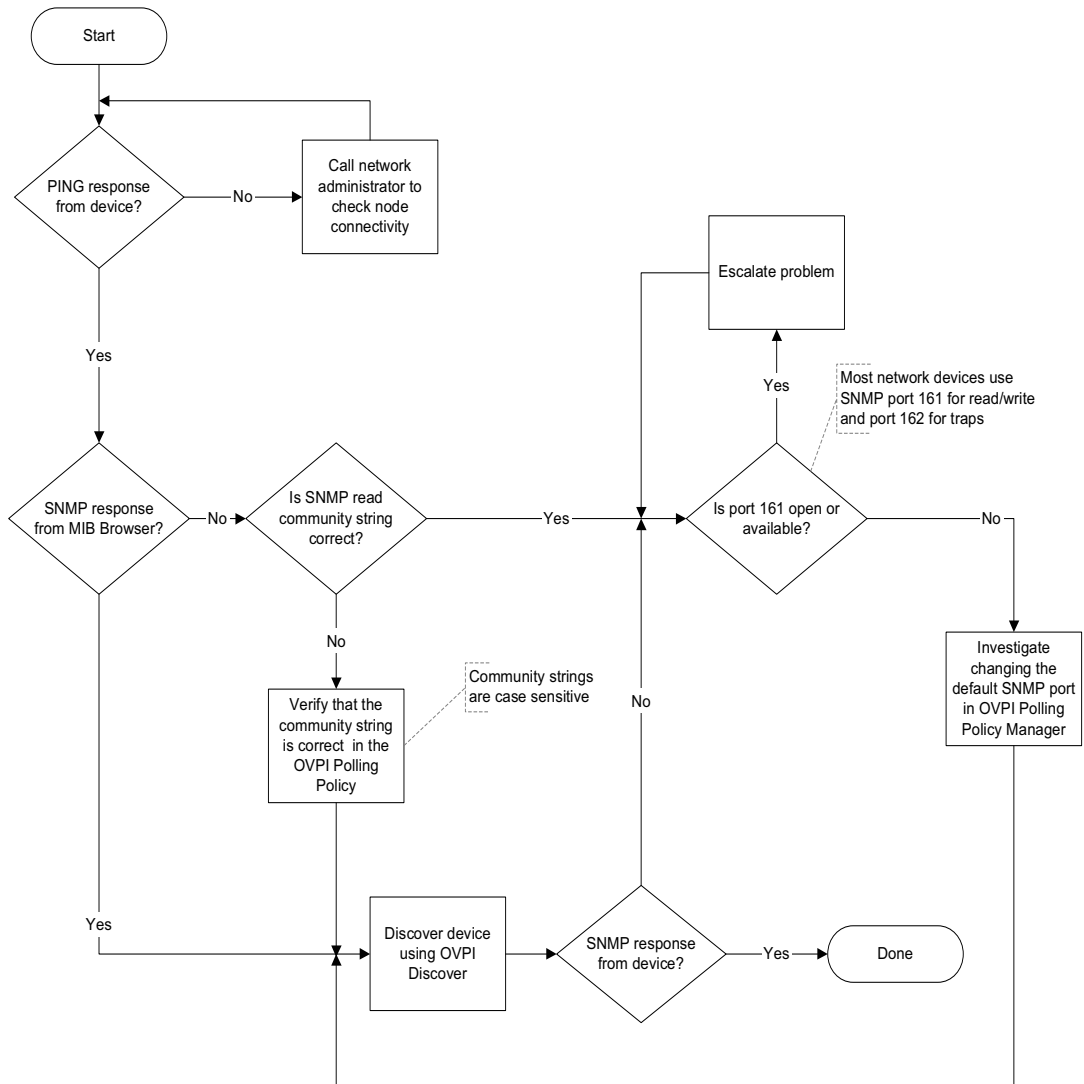 Start
PING response
from device?
No
Call network
administrator to
check node
connectivity
Yes
Escalate problem
Yes
Most network devices use
SNMP port 161 for read/write
and port 162 for traps
SNMP response
from MIB Browser?
No
Is SNMP read
community string
correct?
Yes
Is port 161 open or
available?
No
No
Verify that the
community string
is correct in the
OVPI Polling
Policy
Community strings
are case sensitive
No
Investigate
changing the
default SNMP port
in OVPI Polling
Policy Manager
Yes
Discover device
using OVPI
Discover
SNMP response
from device?
Yes
Done